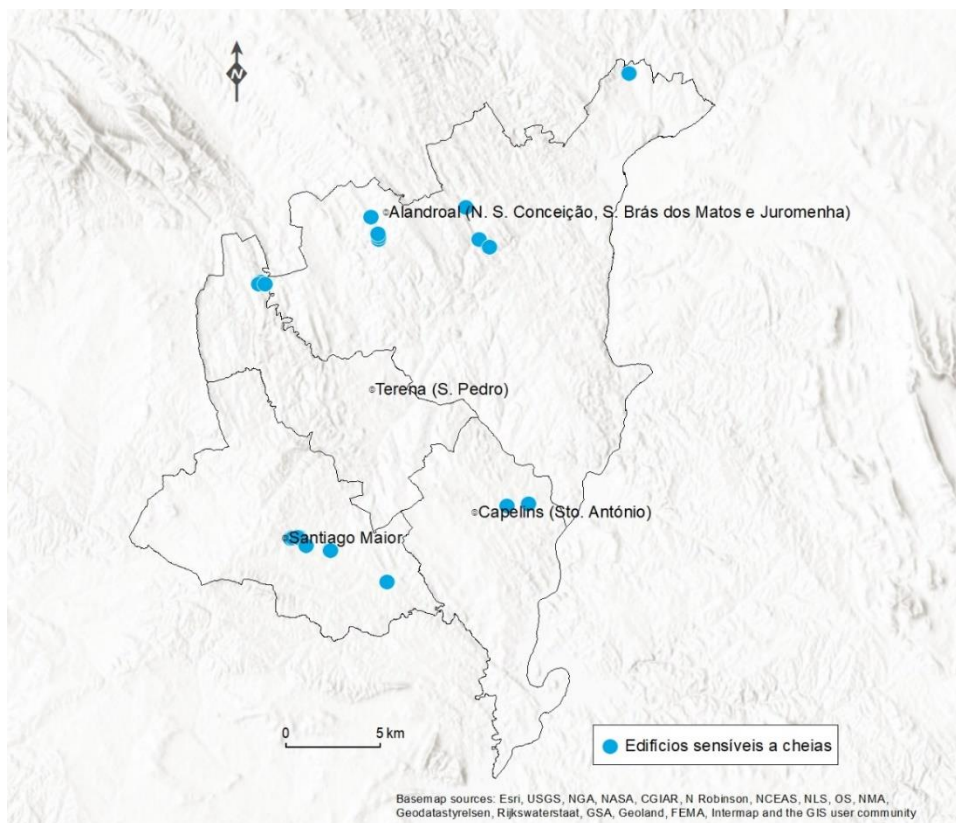 N
Alandroal (N. S. Conceição, S. Brás dos Matos e Juromenha)
Terena (S. Pedro)
Capelins (Sto. António)
Santiago Maior
0 5 km
Edifícios sensíveis a cheias
Basemap sources: Esri, USGS, NGA, NASA, CGIAR, N Robinson, NCEAS, NLS, OS, NMA,
Geodatastyrelsen, Rijkswaterstaat, GSA, Geoland, FEMA, Intermap and the GIS user community